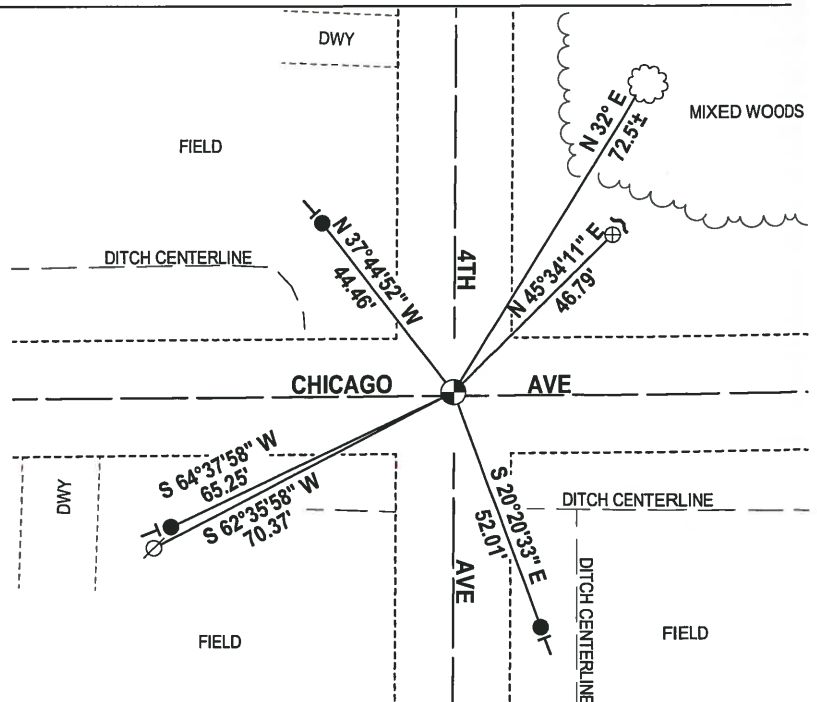 DWY
MIXED WOODS
N 32° E
72.5'±
FIELD
N 37°44'52" W
44.46'
4TH
N 45°34'11" E
46.79'
DITCH CENTERLINE
CHICAGO
AVE
S 64°37'58" W
65.25'
S 62°35'58" W
70.37'
DWY
S 20°20'33" E
52.01'
DITCH CENTERLINE
AVE
DITCH CENTERLINE
FIELD
FIELD